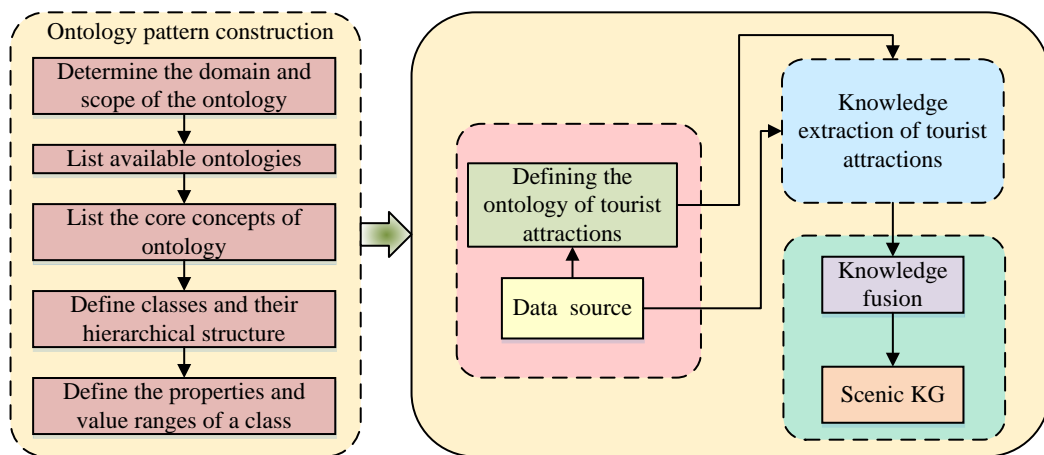 Ontology pattern construction
Determine the domain and
scope of the ontology
List available ontologies
List the core concepts of
ontology
Define classes and their
hierarchical structure
Define the properties and
value ranges of a class
Defining the
ontology of tourist
attractions
Data source
Knowledge
extraction of tourist
attractions
Knowledge
fusion
Scenic KG